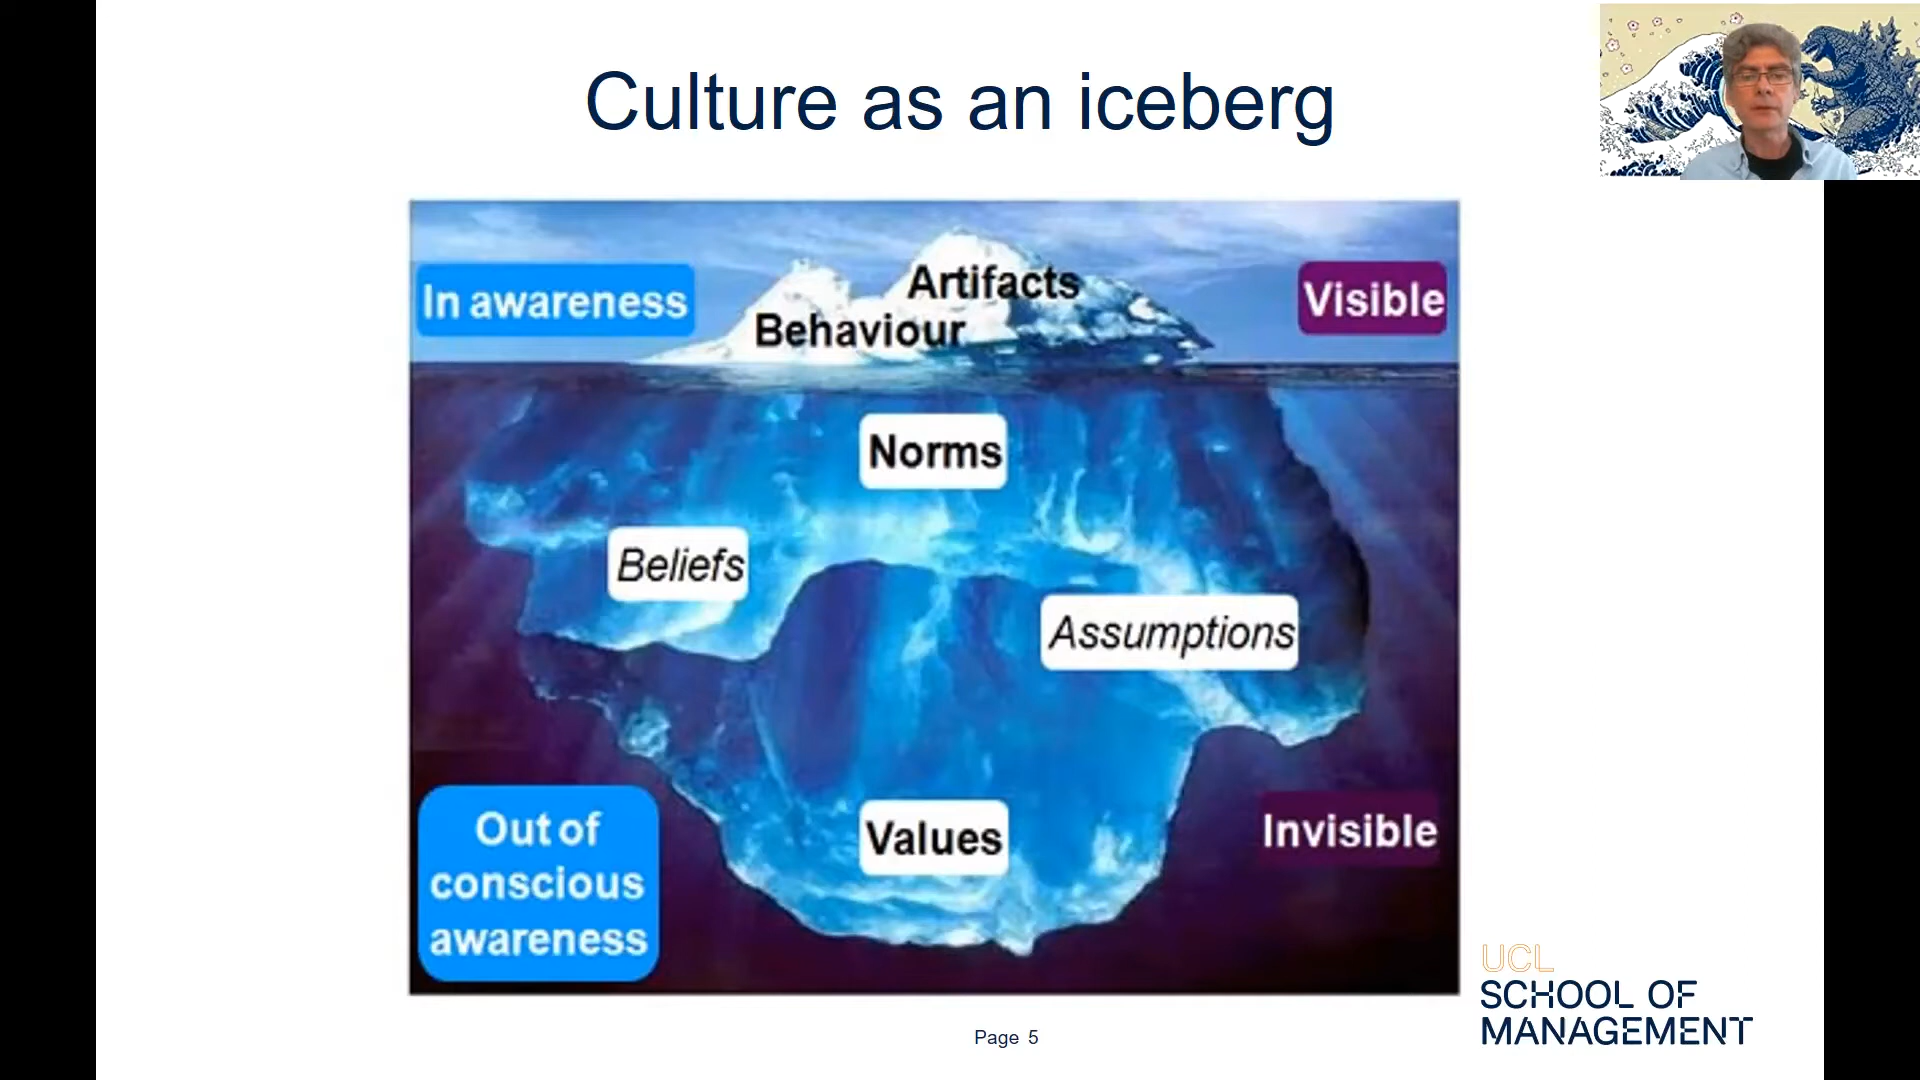 Culture as an iceberg
In awareness
Artifacts
Behaviour
Visible
Norms
Beliefs
Assumptions
Values
Out of
conscious
awareness
Invisible
UCL
SCHOOL OF
MANAGEMENT
Page 5